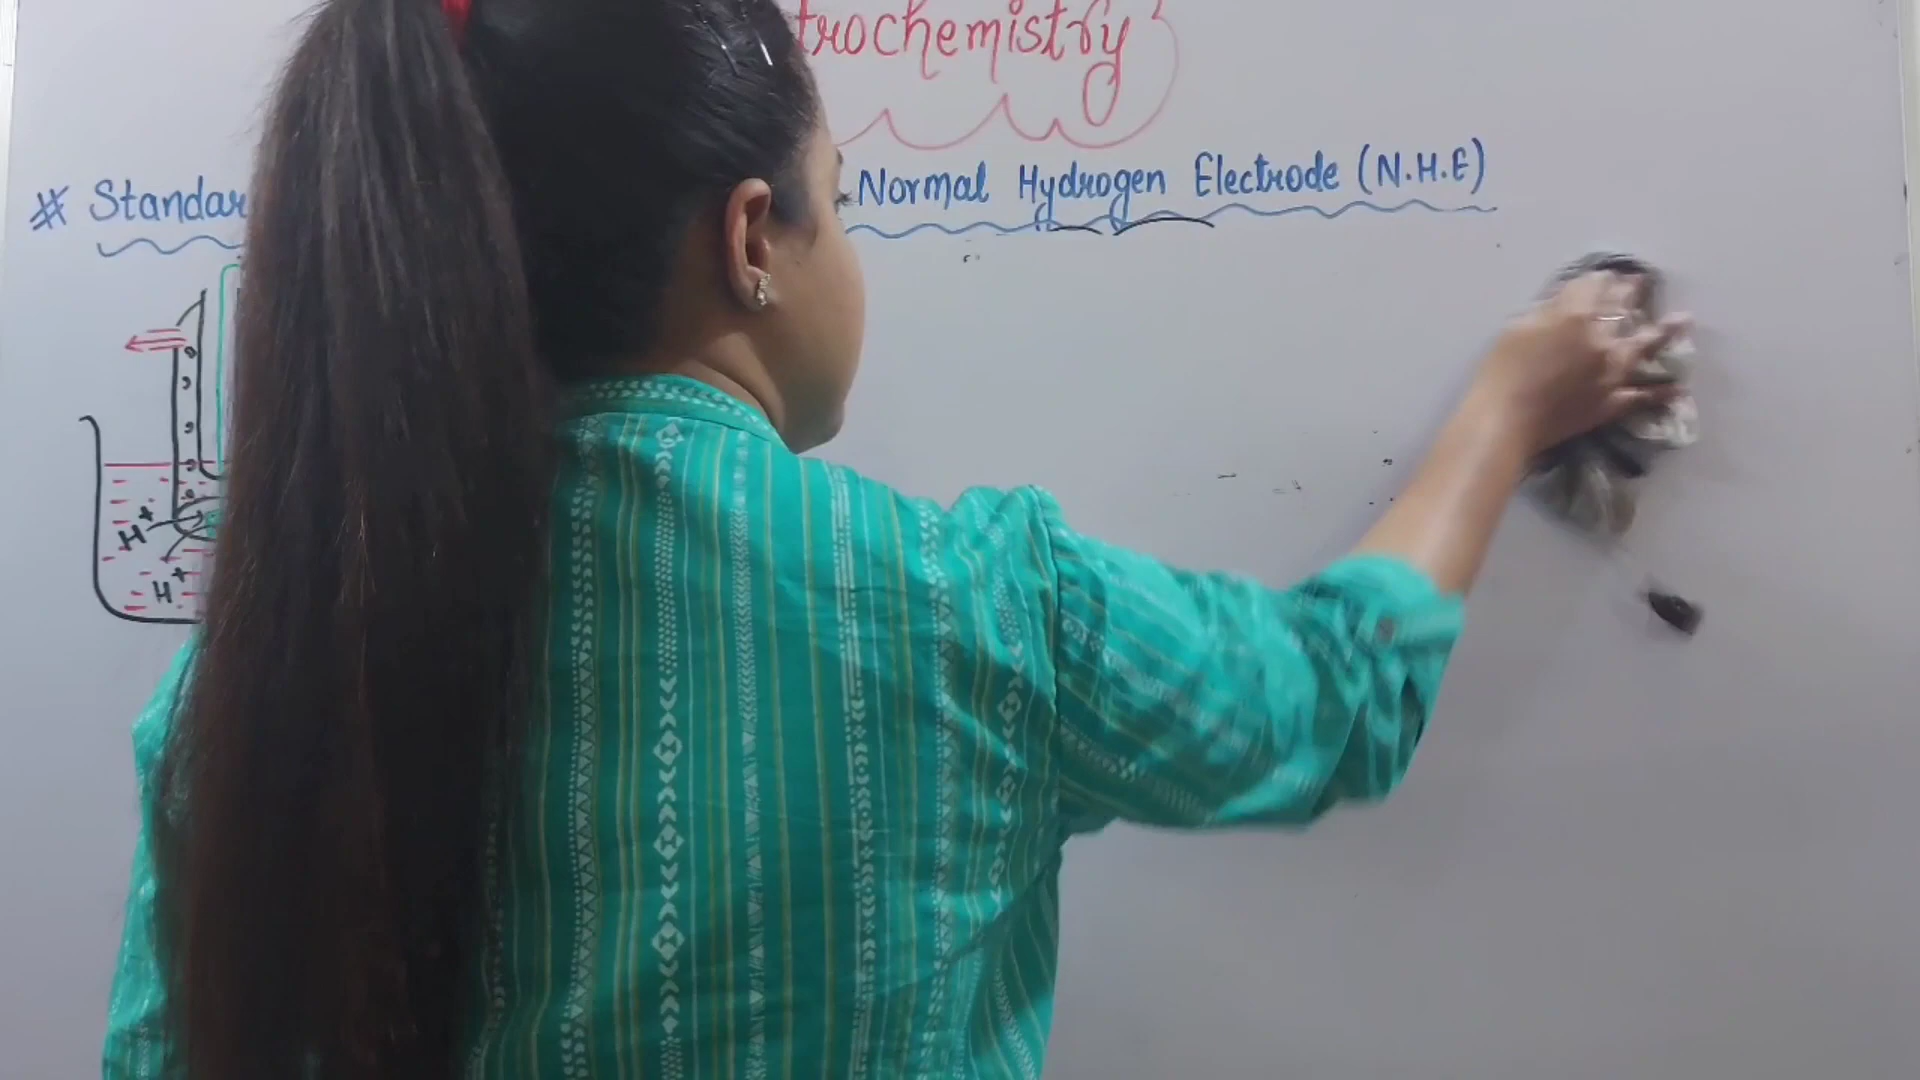 trochemistry
# Standar Normal Hydrogen Electrode (N.H.E)
H+
H+